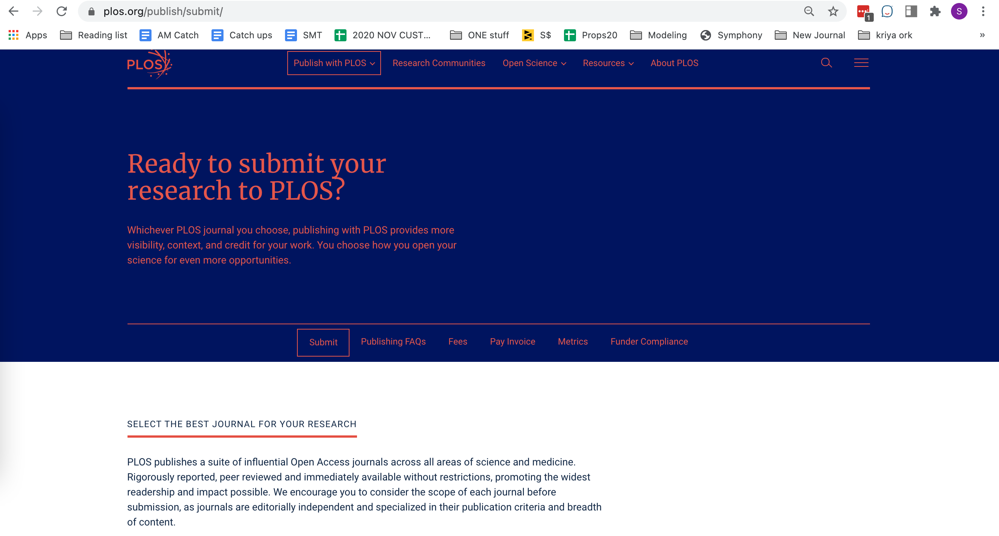 plos.org/publish/submit/
1
S
Apps Reading list AM Catch Catch ups SMT 2020 NOV CUST... ONE stuff S$ Props20 Modeling Symphony New Journal kriya ork »
PLOS Publish with PLOS Research Communities Open Science Resources About PLOS
Ready to submit your
research to PLOS?
Whichever PLOS journal you choose, publishing with PLOS provides more
visibility, context, and credit for your work. You choose how you open your
science for even more opportunities.
Submit Publishing FAQs Fees Pay Invoice Metrics Funder Compliance
SELECT THE BEST JOURNAL FOR YOUR RESEARCH
PLOS publishes a suite of influential Open Access journals across all areas of science and medicine.
Rigorously reported, peer reviewed and immediately available without restrictions, promoting the widest
readership and impact possible. We encourage you to consider the scope of each journal before
submission, as journals are editorially independent and specialized in their publication criteria and breadth
of content.